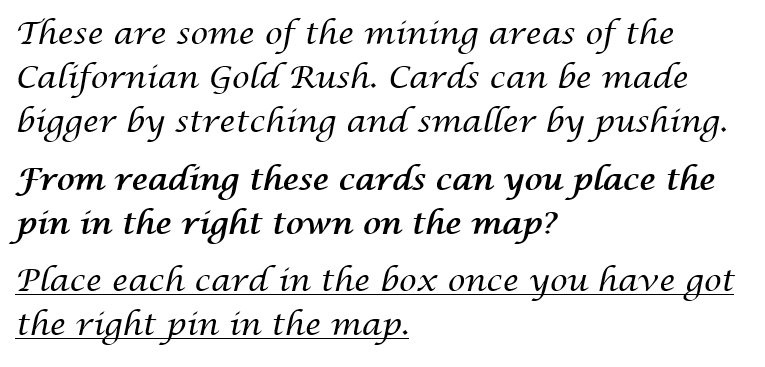 These are some of the mining areas of the
Californian Gold Rush. Cards can be made
bigger by stretching and smaller by pushing.
From reading these cards can you place the
pin in the right town on the map?
Place each card in the box once you have got
the right pin in the map.